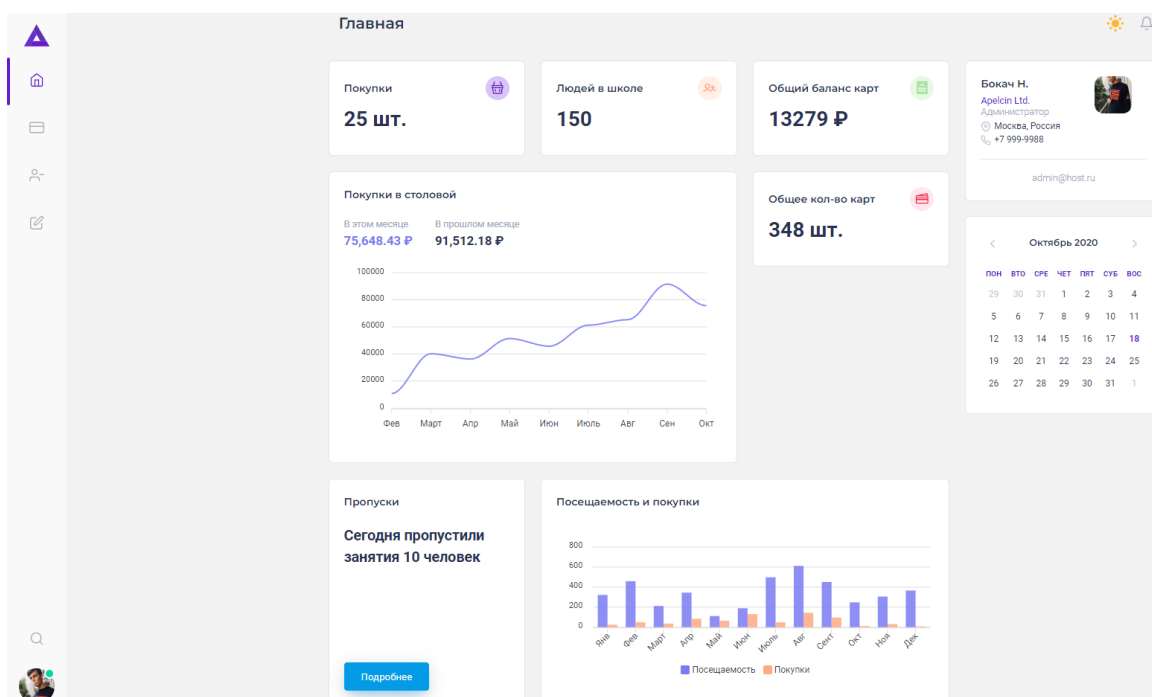 Главная
Покупки
25 шт.
Людей в школе
150
Общий баланс карт
13279 ₽
Бокач Н.
Apelcin Ltd.
Администратор
Москва, Россия
+7 999-9988
admin@host.ru
Покупки в столовой
В этом месяце В прошлом месяце
75,648.43 ₽ 91,512.18 ₽
100000
80000
60000
40000
20000
0
Фев Март Апр Май Июн Июль Авг Сен Окт
Общее кол-во карт
348 шт.
Октябрь 2020
ПОН ВТО СРЕ ЧЕТ ПЯТ СУБ ВОС
29 30 31 1 2 3 4
5 6 7 8 9 10 11
12 13 14 15 16 17 18
19 20 21 22 23 24 25
26 27 28 29 30 31 1
Пропуски
Сегодня пропустили
занятия 10 человек
Подробнее
Посещаемость и покупки
800
600
400
200
0
Янв Фев Март Апр Май Июн Июль Авг Сент Окт Ноя Дек
Посещаемость Покупки